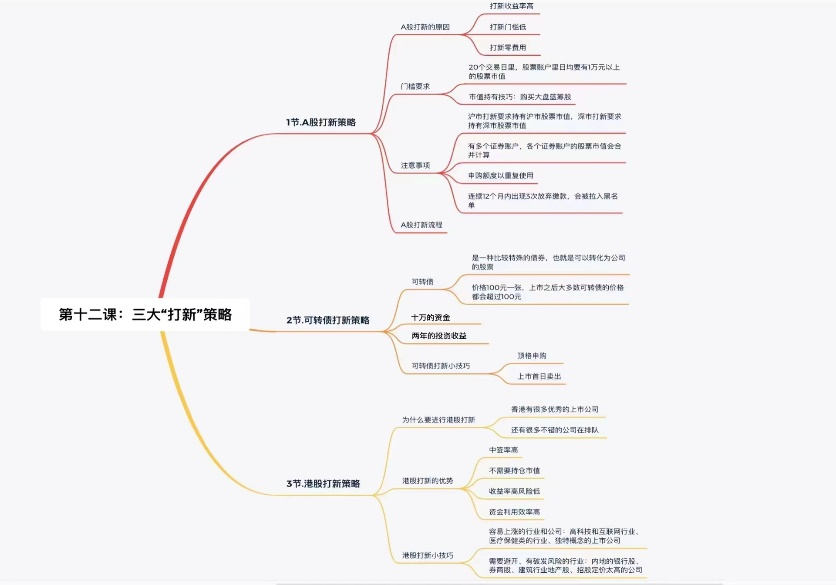 第十二课：三大“打新”策略
1节.A股打新策略
A股打新的原因
打新收益率高
打新门槛低
打新零费用
门槛要求
20个交易日里，股票账户里日均要有1万元以上
的股票市值
市值持有技巧：购买大盘蓝筹股
注意事项
沪市打新要求持有沪市股票市值，深市打新要求
持有深市股票市值
有多个证券账户，各个证券账户的股票市值会合
并计算
申购额度以重复使用
连续12个月内出现3次放弃缴款，会被拉入黑名
单
A股打新流程
2节.可转债打新策略
可转债
是一种比较特殊的债券，也就是可以转化为公司
的股票
价格100元一张，上市之后大多数可转债的价格
都会超过100元
十万的资金
两年的投资收益
可转债打新小技巧
顶格申购
上市首日卖出
3节.港股打新策略
为什么要进行港股打新
香港有很多优秀的上市公司
还有很多不错的公司在排队
港股打新的优势
中签率高
不需要持仓市值
收益率高风险低
资金利用效率高
港股打新小技巧
容易上涨的行业和公司：高科技和互联网行业、
医疗保健类的行业、独特概念的上市公司
需要避开、有破发风险的行业：内地的银行股、
券商股、建筑行业地产股、招股定价太高的公司